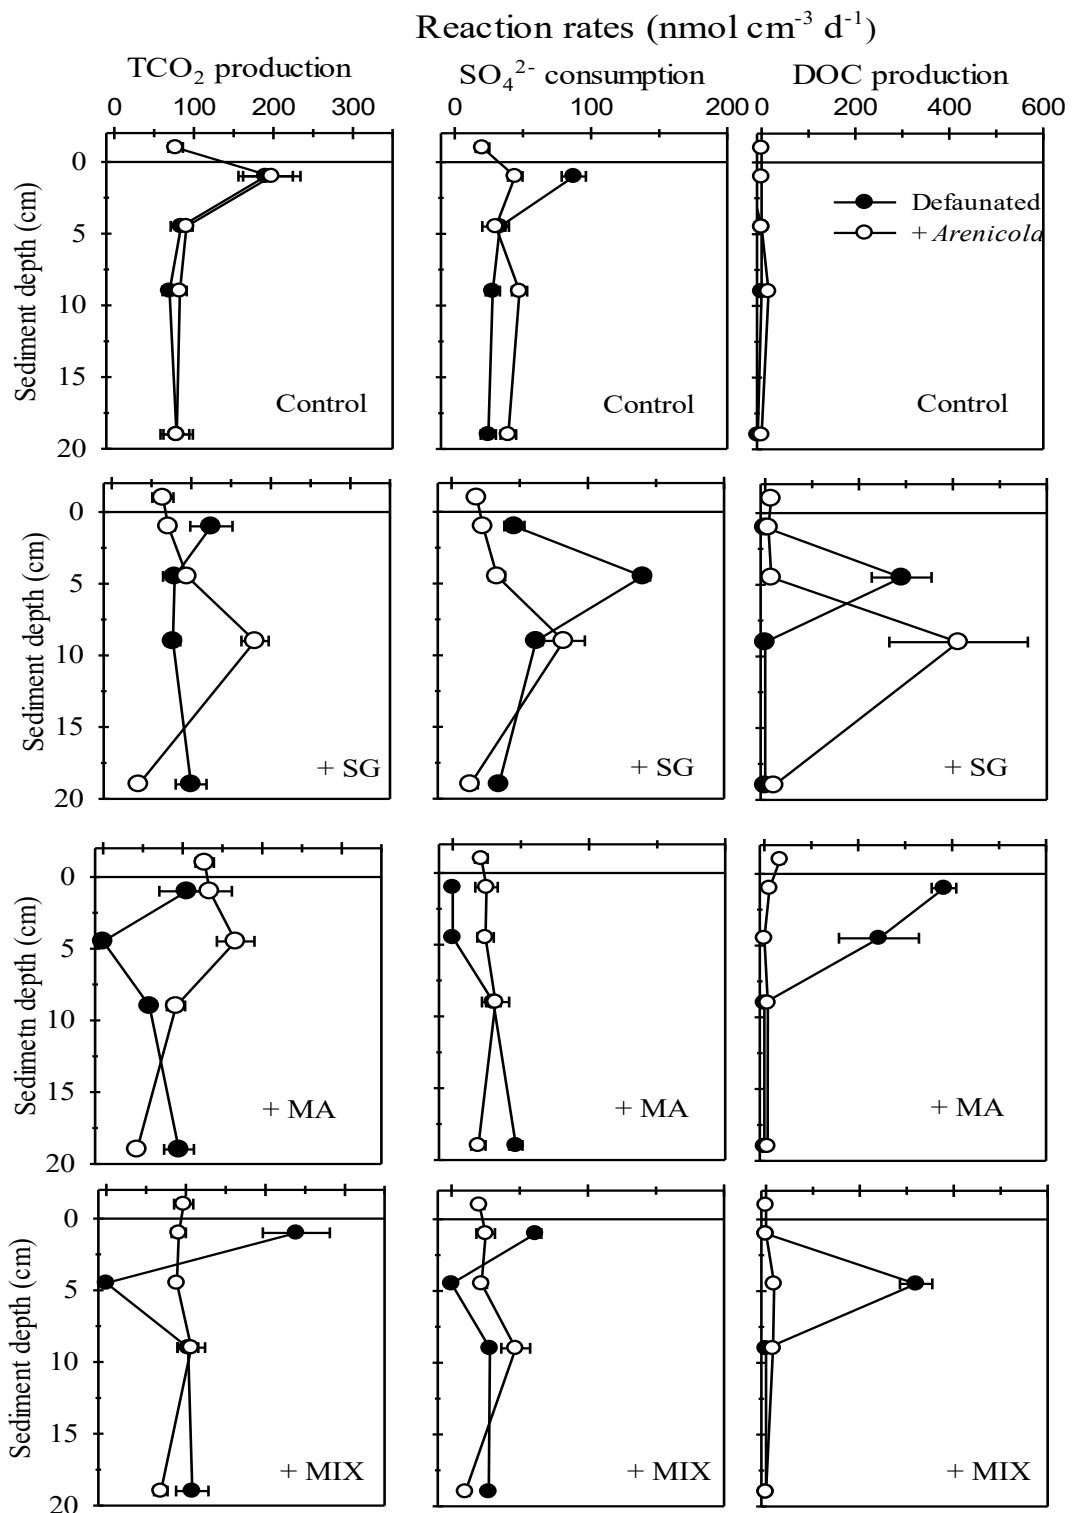 Reaction rates (nmol cm⁻³ d⁻¹)
TCO₂ production SO₄²⁻ consumption DOC production
0 100 200 300 0 100 200 0 200 400 600
Sediment depth (cm)
0
5
10
15
20
Defaunated
+ Arenicola
Control Control Control
Sediment depth (cm)
0
5
10
15
20
+ SG + SG + SG
Sedimetn depth (cm)
0
5
10
15
20
+ MA + MA + MA
Sediment depth (cm)
0
5
10
15
20
+ MIX + MIX + MIX